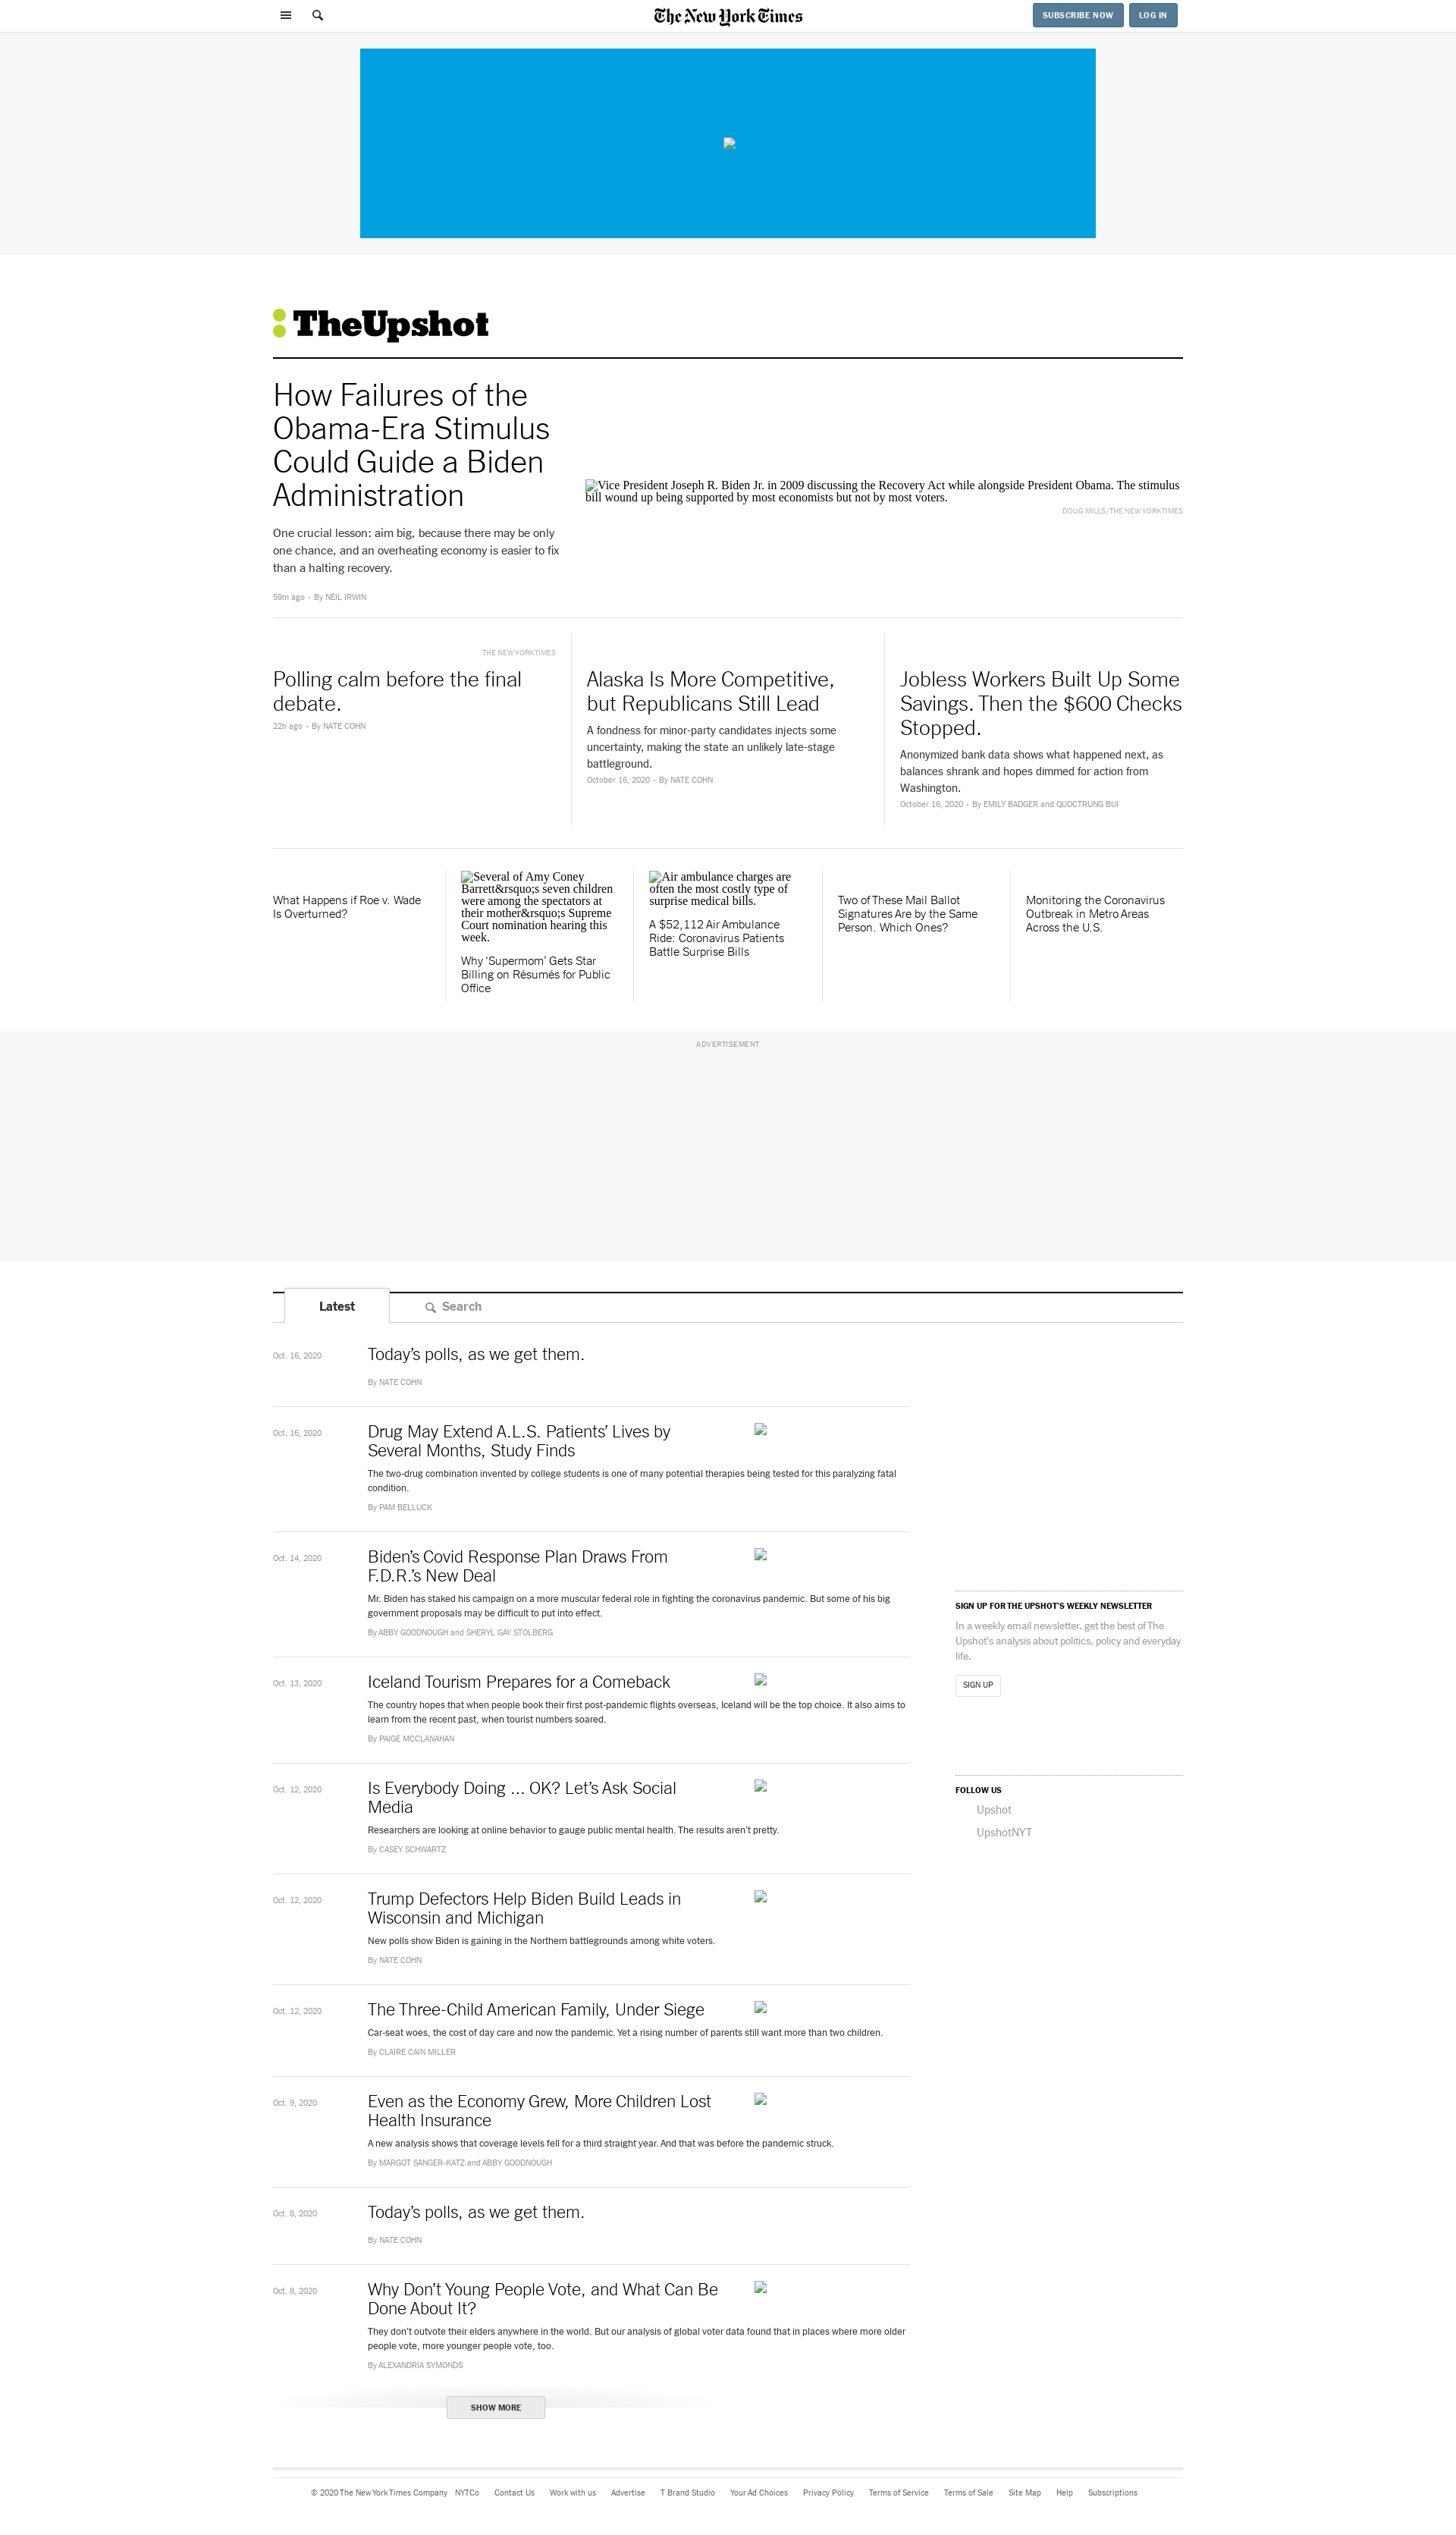 The New York Times
SUBSCRIBE NOW
LOG IN
TheUpshot
How Failures of the
Obama-Era Stimulus
Could Guide a Biden
Administration
One crucial lesson: aim big, because there may be only
one chance, and an overheating economy is easier to fix
than a halting recovery.
59m ago • By NEIL IRWIN
Vice President Joseph R. Biden Jr. in 2009 discussing the Recovery Act while alongside President Obama. The stimulus
bill wound up being supported by most economists but not by most voters.
DOUG MILLS/THE NEW YORK TIMES
THE NEW YORK TIMES
Polling calm before the final
debate.
22h ago • By NATE COHN
Alaska Is More Competitive,
but Republicans Still Lead
A fondness for minor-party candidates injects some
uncertainty, making the state an unlikely late-stage
battleground.
October 16, 2020 • By NATE COHN
Jobless Workers Built Up Some
Savings. Then the $600 Checks
Stopped.
Anonymized bank data shows what happened next, as
balances shrank and hopes dimmed for action from
Washington.
October 16, 2020 • By EMILY BADGER and QUOCTRUNG BUI
What Happens if Roe v. Wade
Is Overturned?
Several of Amy Coney
Barrett&rsquo;s seven children
were among the spectators at
their mother&rsquo;s Supreme
Court nomination hearing this
week.
Why ‘Supermom’ Gets Star
Billing on Résumés for Public
Office
Air ambulance charges are
often the most costly type of
surprise medical bills.
A $52,112 Air Ambulance
Ride: Coronavirus Patients
Battle Surprise Bills
Two of These Mail Ballot
Signatures Are by the Same
Person. Which Ones?
Monitoring the Coronavirus
Outbreak in Metro Areas
Across the U.S.
ADVERTISEMENT
Latest
Search
Oct. 16, 2020
Today’s polls, as we get them.
By NATE COHN
Oct. 16, 2020
Drug May Extend A.L.S. Patients’ Lives by
Several Months, Study Finds
The two-drug combination invented by college students is one of many potential therapies being tested for this paralyzing fatal
condition.
By PAM BELLUCK
Oct. 14, 2020
Biden’s Covid Response Plan Draws From
F.D.R.’s New Deal
Mr. Biden has staked his campaign on a more muscular federal role in fighting the coronavirus pandemic. But some of his big
government proposals may be difficult to put into effect.
By ABBY GOODNOUGH and SHERYL GAY STOLBERG
Oct. 13, 2020
Iceland Tourism Prepares for a Comeback
The country hopes that when people book their first post-pandemic flights overseas, Iceland will be the top choice. It also aims to
learn from the recent past, when tourist numbers soared.
By PAIGE MCCLANAHAN
Oct. 12, 2020
Is Everybody Doing ... OK? Let’s Ask Social
Media
Researchers are looking at online behavior to gauge public mental health. The results aren’t pretty.
By CASEY SCHWARTZ
Oct. 12, 2020
Trump Defectors Help Biden Build Leads in
Wisconsin and Michigan
New polls show Biden is gaining in the Northern battlegrounds among white voters.
By NATE COHN
Oct. 12, 2020
The Three-Child American Family, Under Siege
Car-seat woes, the cost of day care and now the pandemic. Yet a rising number of parents still want more than two children.
By CLAIRE CAIN MILLER
Oct. 9, 2020
Even as the Economy Grew, More Children Lost
Health Insurance
A new analysis shows that coverage levels fell for a third straight year. And that was before the pandemic struck.
By MARGOT SANGER-KATZ and ABBY GOODNOUGH
Oct. 8, 2020
Today’s polls, as we get them.
By NATE COHN
Oct. 8, 2020
Why Don’t Young People Vote, and What Can Be
Done About It?
They don’t outvote their elders anywhere in the world. But our analysis of global voter data found that in places where more older
people vote, more younger people vote, too.
By ALEXANDRIA SYMONDS
SHOW MORE
SIGN UP FOR THE UPSHOT’S WEEKLY NEWSLETTER
In a weekly email newsletter, get the best of The
Upshot’s analysis about politics, policy and everyday
life.
SIGN UP
FOLLOW US
Upshot
UpshotNYT
© 2020 The New York Times Company NYTCo Contact Us Work with us Advertise T Brand Studio Your Ad Choices Privacy Policy Terms of Service Terms of Sale Site Map Help Subscriptions